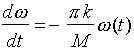 dω/dt = − πk/M ω(t)